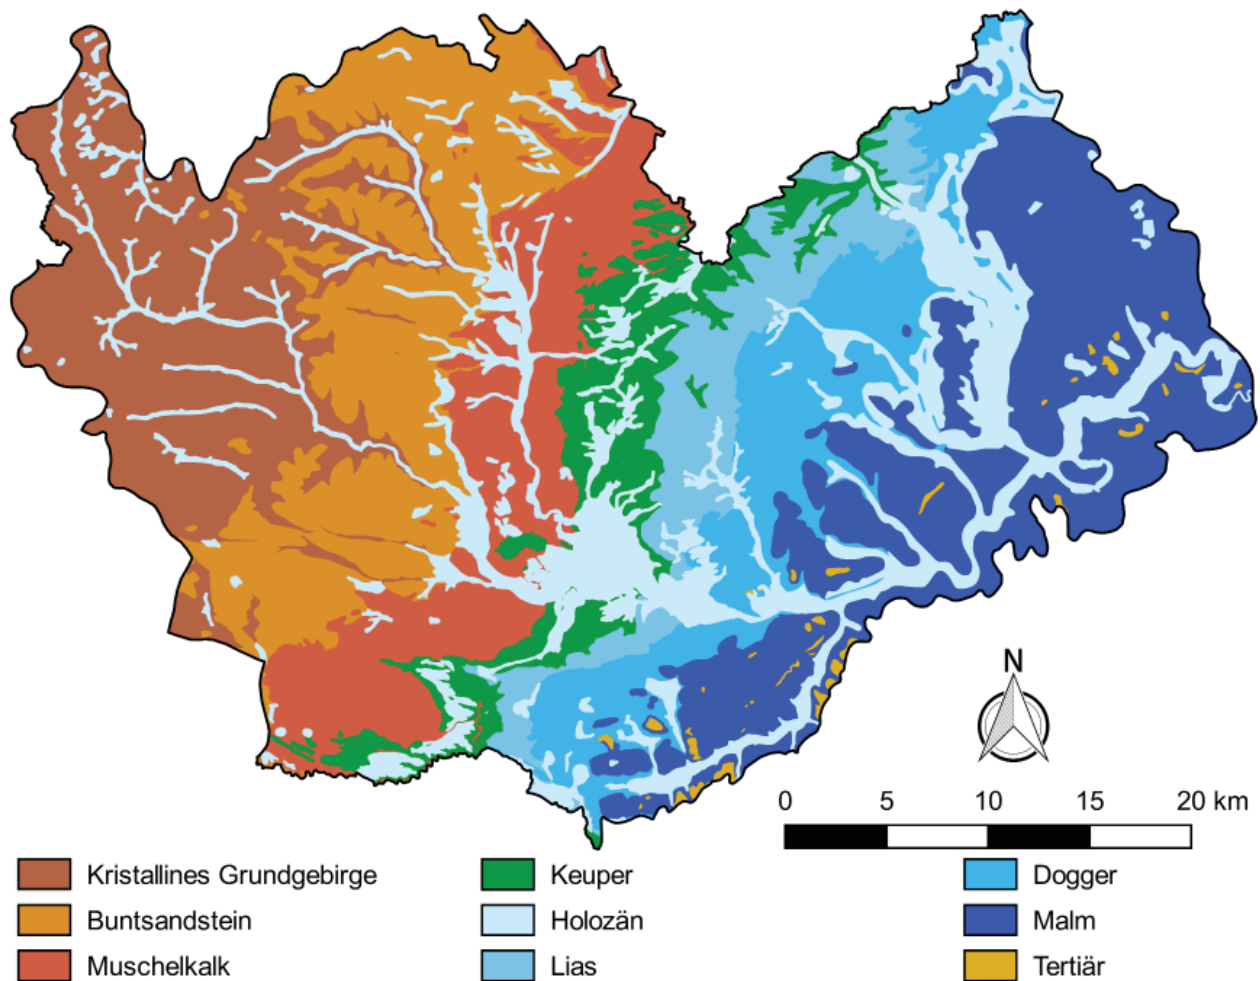 N
0 5 10 15 20 km
Kristallines Grundgebirge
Buntsandstein
Muschelkalk
Keuper
Holozän
Lias
Dogger
Malm
Tertiär